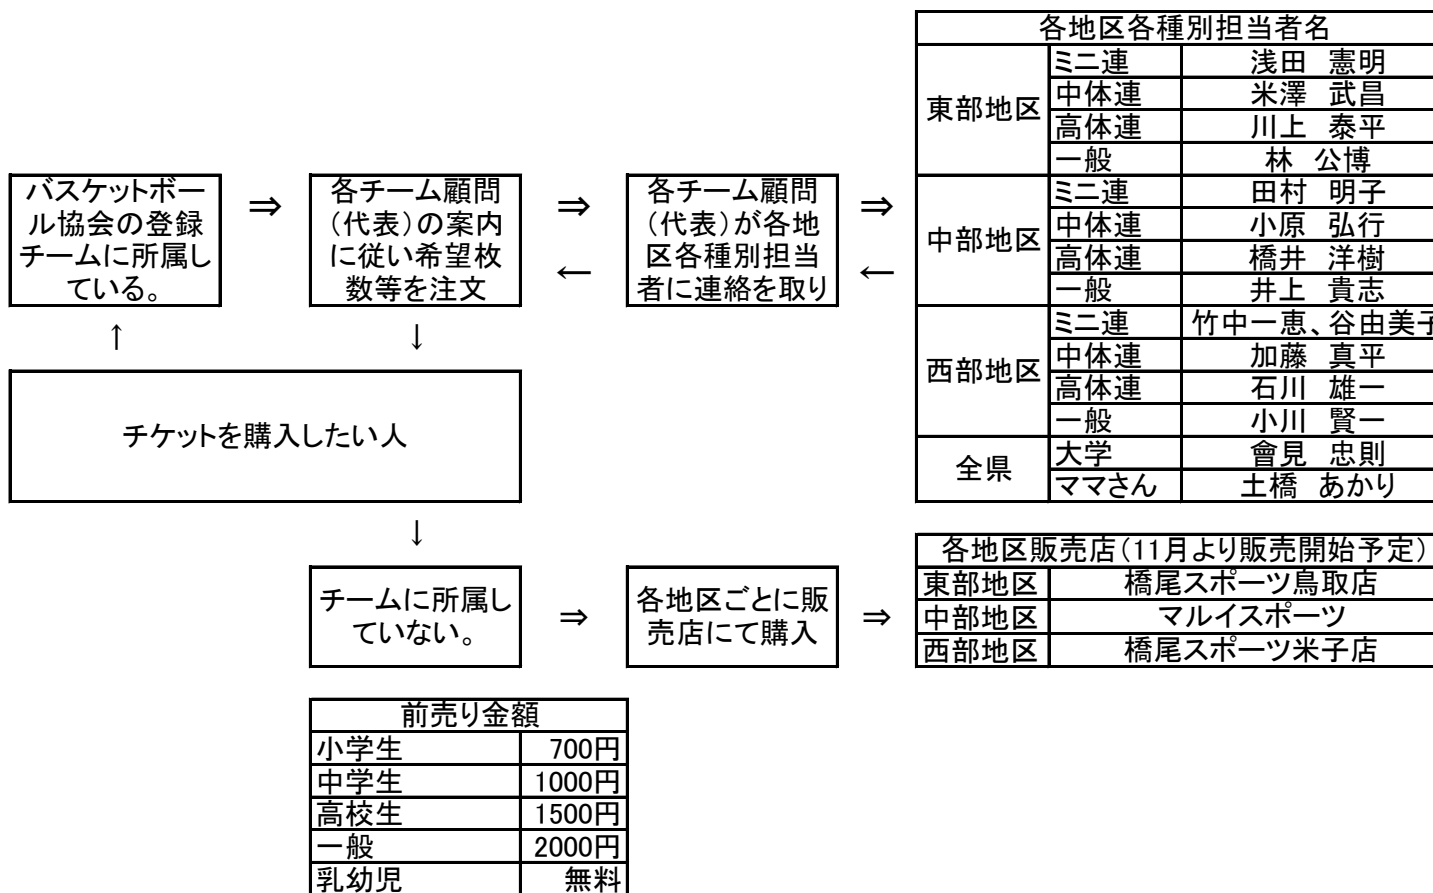 各地区各種別担当者名
東部地区
ミニ連 浅田 憲明
中体連 米澤 武昌
高体連 川上 泰平
一般 林 公博
中部地区
ミニ連 田村 明子
中体連 小原 弘行
高体連 橋井 洋樹
一般 井上 貴志
西部地区
ミニ連 竹中一恵、谷由美子
中体連 加藤 真平
高体連 石川 雄一
一般 小川 賢一
全県
大学 會見 忠則
ママさん 土橋 あかり
バスケットボー
ル協会の登録
チームに所属し
ている。
⇒
各チーム顧問
(代表)の案内
に従い希望枚
数等を注文
⇒
←
各チーム顧問
(代表)が各地
区各種別担当
者に連絡を取り
⇒
←
↑ ↓
チケットを購入したい人
↓
チームに所属し
ていない。
⇒
各地区ごとに販
売店にて購入
⇒
各地区販売店(11月より販売開始予定)
東部地区 橋尾スポーツ鳥取店
中部地区 マルイスポーツ
西部地区 橋尾スポーツ米子店
前売り金額
小学生 700円
中学生 1000円
高校生 1500円
一般 2000円
乳幼児 無料